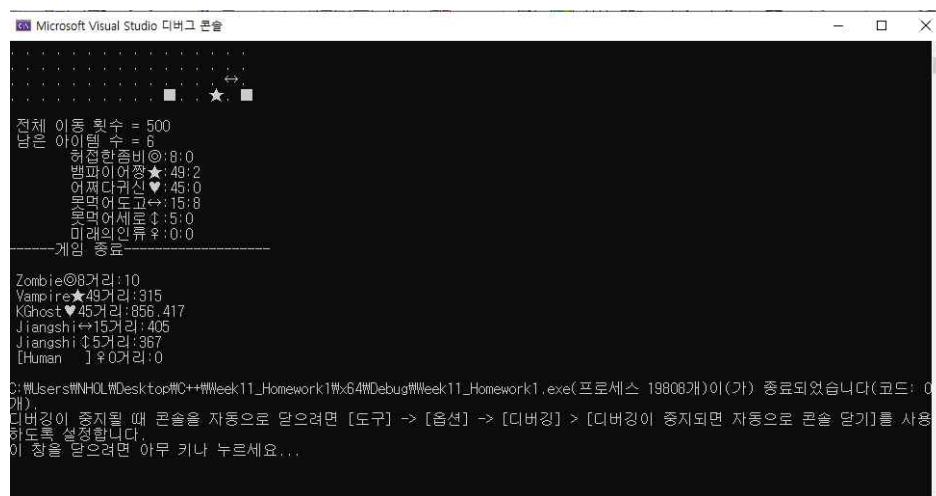 Microsoft Visual Studio 디버그 콘솔
. . . . . . . . . . . . . . . .
. . . . . . . . . . . . . . . .
. . . . . . . . . . . . . . ↔.
. . . . . . . . . . ■. . ★. ■
전체 이동 횟수 = 500
남은 아이템 수 = 6
허접한좀비◎:8:0
뱀파이어짱★:49:2
어쩌다귀신♥:45:0
못먹어도고↔:15:8
못먹어세로↕:5:0
미래의인류♀:0:0
------게임 종료-------------------
Zombie◎8거리:10
Vampire★49거리:315
KGhost♥45거리:856.417
Jiangshi↔15거리:405
Jiangshi↕5거리:367
[Human   ]♀0거리:0
C:₩Users₩NHOL₩Desktop₩C++₩Week11_Homework1₩x64₩Debug₩Week11_Homework1.exe(프로세스 19808개)이(가) 종료되었습니다(코드: 0
개).
디버깅이 중지될 때 콘솔을 자동으로 닫으려면 [도구] -> [옵션] -> [디버깅] > [디버깅이 중지되면 자동으로 콘솔 닫기]를 사용
하도록 설정합니다.
이 창을 닫으려면 아무 키나 누르세요...